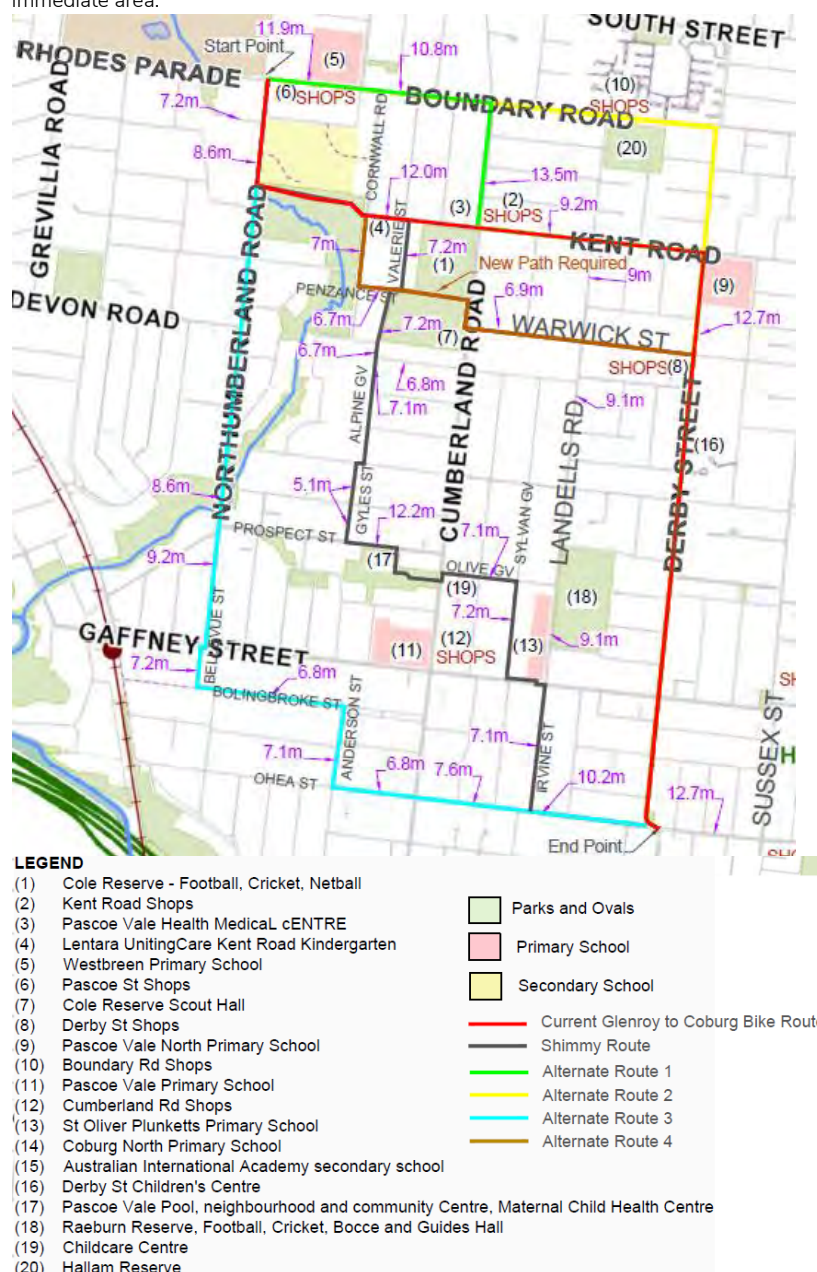 immediate area.
SOUTH STREET
11.9m
(5)
10.8m
Start Point
RHODES PARADE
(10)
SHOPS
(6) SHOPS
BOUNDARY ROAD
7.2m
(20)
GREVILLIA ROAD
CORNWALL RD
8.6m
12.0m
13.5m
(3)
(2)
SHOPS
9.2m
(4)
VALERIE ST
KENT ROAD
7m
7.2m
(1)
New Path Required
9m
(9)
PENZANCE ST
6.9m
DEVON ROAD
6.7m
7.2m
(7)
WARWICK ST
12.7m
6.7m
SHOPS(8)
NORTHUMBERLAND ROAD
6.8m
7.1m
ALPINE GV
CUMBERLAND ROAD
9.1m
LANDELLS RD
DERBY STREET
(16)
8.6m
5.1m
GYLES ST
12.2m
PROSPECT ST
7.1m
SYLVAN GV
(17)
OLIVE GV
9.2m
(19)
(18)
7.2m
BELLEVUE ST
GAFFNEY STREET
(11)
(12)
SHOPS
(13)
9.1m
7.2m
6.8m
BOLINGBROKE ST
SH
ANDERSON ST
7.1m
7.1m
IRVINE ST
SUSSEX ST
H
OHEA ST
6.8m
7.6m
10.2m
12.7m
End Point
SHO
LEGEND
(1) Cole Reserve - Football, Cricket, Netball
(2) Kent Road Shops
(3) Pascoe Vale Health MedicaL cENTRE
(4) Lentara UnitingCare Kent Road Kindergarten
(5) Westbreen Primary School
(6) Pascoe St Shops
(7) Cole Reserve Scout Hall
(8) Derby St Shops
(9) Pascoe Vale North Primary School
(10) Boundary Rd Shops
(11) Pascoe Vale Primary School
(12) Cumberland Rd Shops
(13) St Oliver Plunketts Primary School
(14) Coburg North Primary School
(15) Australian International Academy secondary school
(16) Derby St Children's Centre
(17) Pascoe Vale Pool, neighbourhood and community Centre, Maternal Child Health Centre
(18) Raeburn Reserve, Football, Cricket, Bocce and Guides Hall
(19) Childcare Centre
(20) Hallam Reserve
Parks and Ovals
Primary School
Secondary School
Current Glenroy to Coburg Bike Route
Shimmy Route
Alternate Route 1
Alternate Route 2
Alternate Route 3
Alternate Route 4